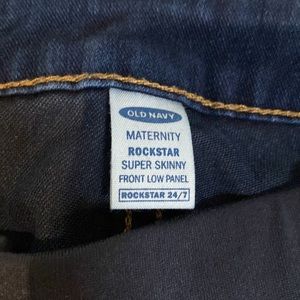 OLD NAVY
MATERNITY
ROCKSTAR
SUPER SKINNY
FRONT LOW PANEL
ROCKSTAR 24/7